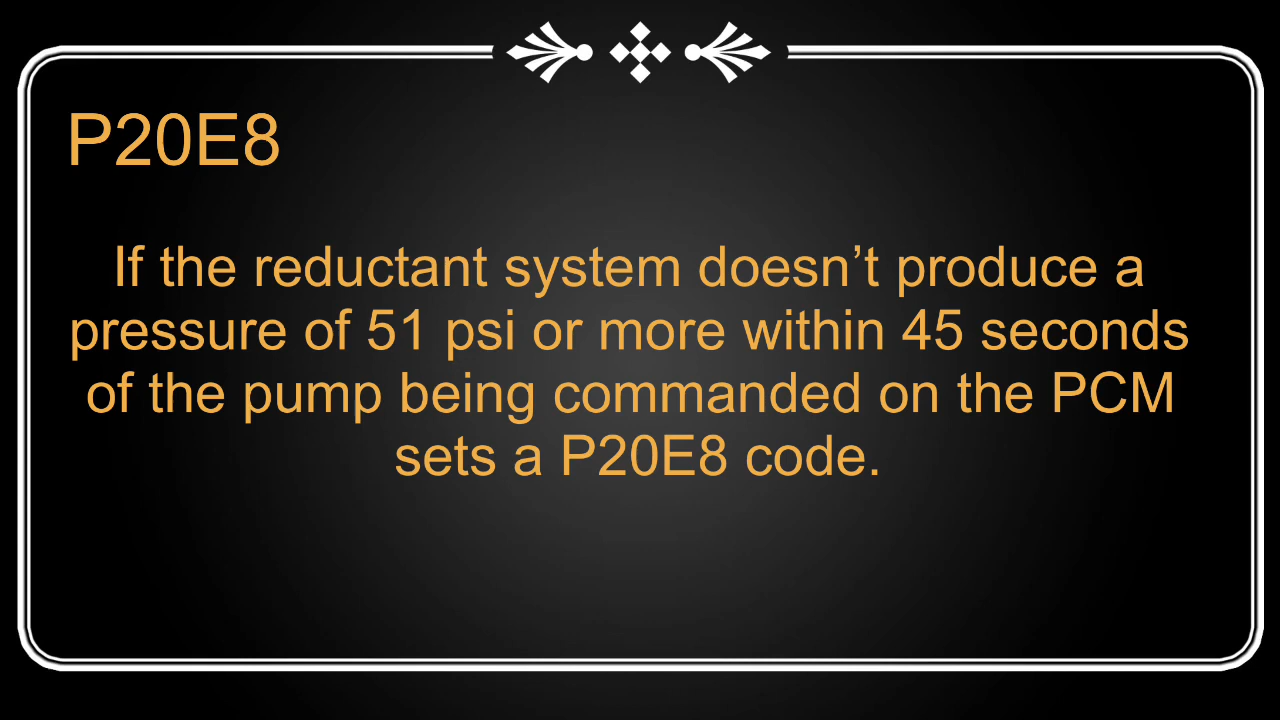 P20E8
If the reductant system doesn’t produce a
pressure of 51 psi or more within 45 seconds
of the pump being commanded on the PCM
sets a P20E8 code.